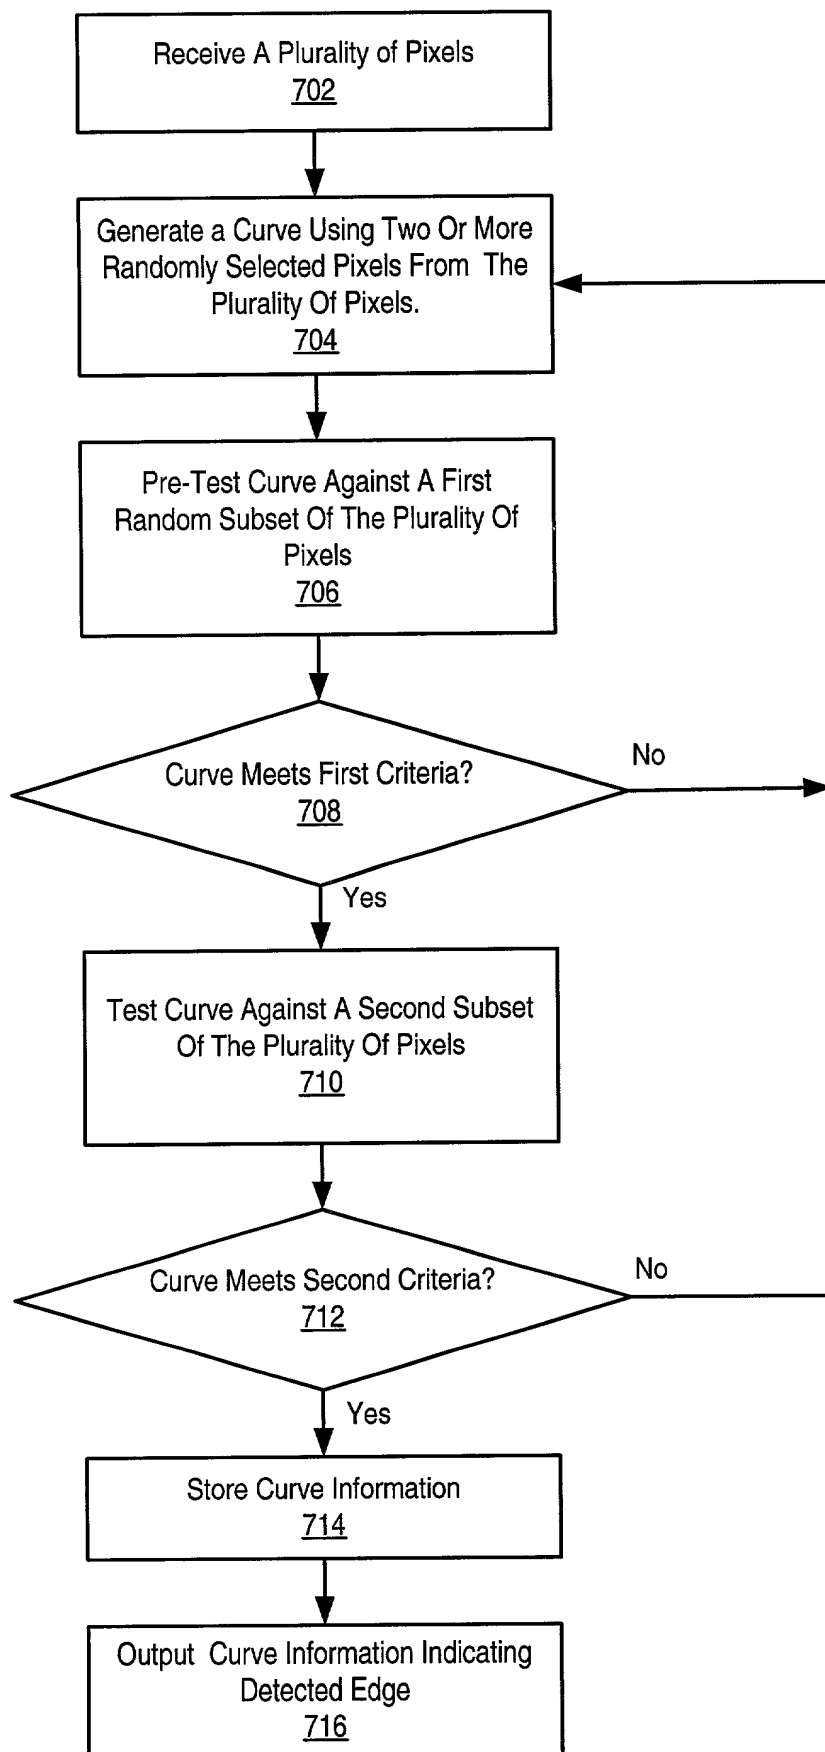 Receive A Plurality of Pixels
702
Generate a Curve Using Two Or More
Randomly Selected Pixels From The
Plurality Of Pixels.
704
Pre-Test Curve Against A First
Random Subset Of The Plurality Of
Pixels
706
Curve Meets First Criteria?
708
No
Yes
Test Curve Against A Second Subset
Of The Plurality Of Pixels
710
Curve Meets Second Criteria?
712
No
Yes
Store Curve Information
714
Output Curve Information Indicating
Detected Edge
716